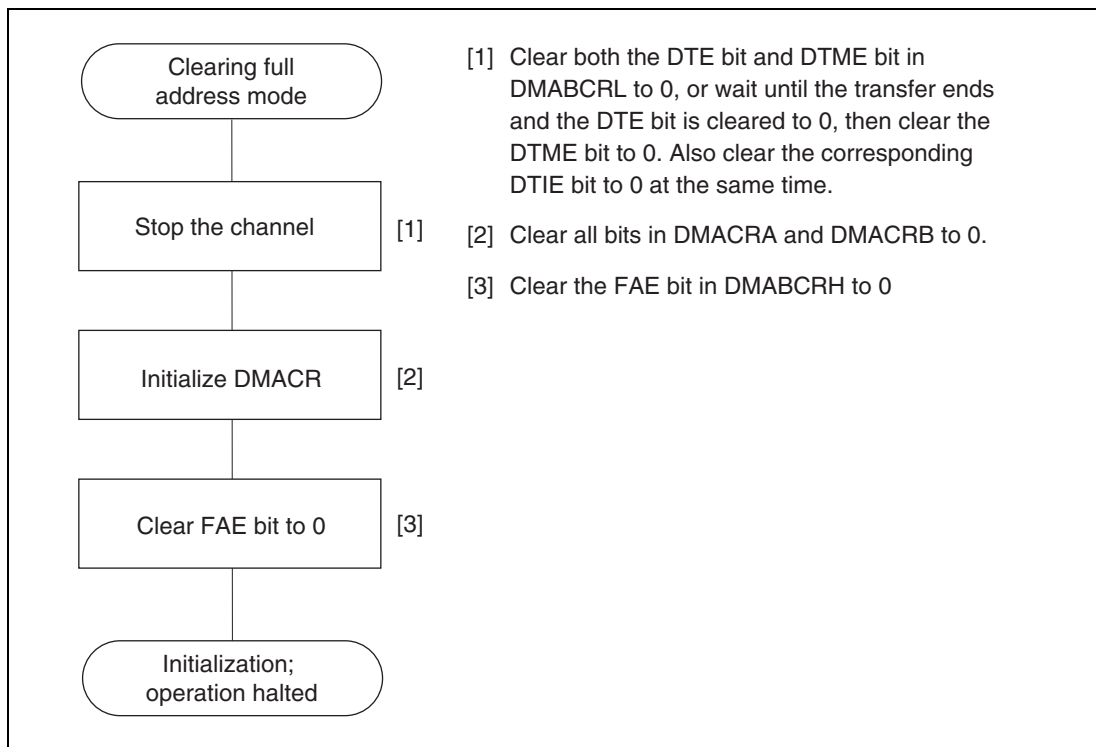 Clearing full
address mode
Stop the channel
[1]
Initialize DMACR
[2]
Clear FAE bit to 0
[3]
Initialization;
operation halted
[1] Clear both the DTE bit and DTME bit in
DMABCRL to 0, or wait until the transfer ends
and the DTE bit is cleared to 0, then clear the
DTME bit to 0. Also clear the corresponding
DTIE bit to 0 at the same time.
[2] Clear all bits in DMACRA and DMACRB to 0.
[3] Clear the FAE bit in DMABCRH to 0